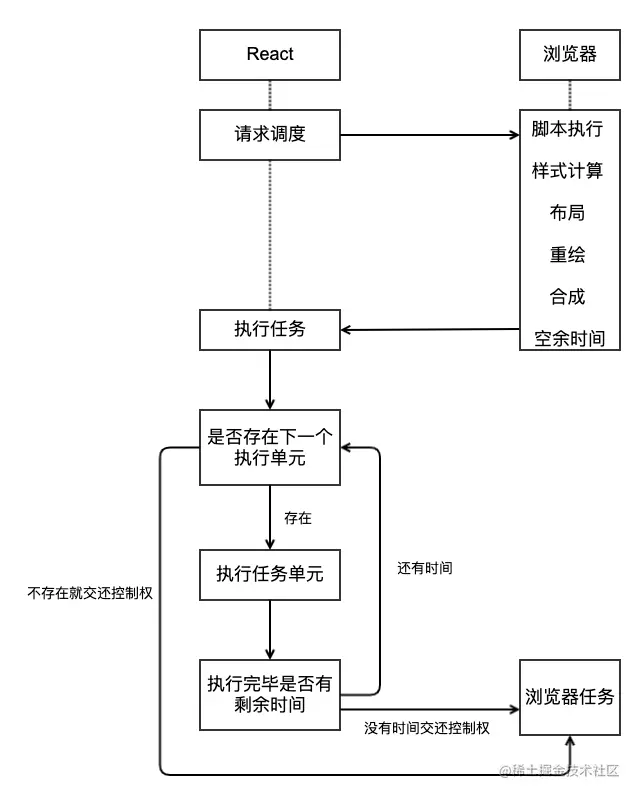 React
浏览器
请求调度
脚本执行
样式计算
布局
重绘
合成
空余时间
执行任务
是否存在下一个
执行单元
存在
还有时间
执行任务单元
不存在就交还控制权
执行完毕是否有
剩余时间
浏览器任务
没有时间交还控制权
@稀土掘金技术社区